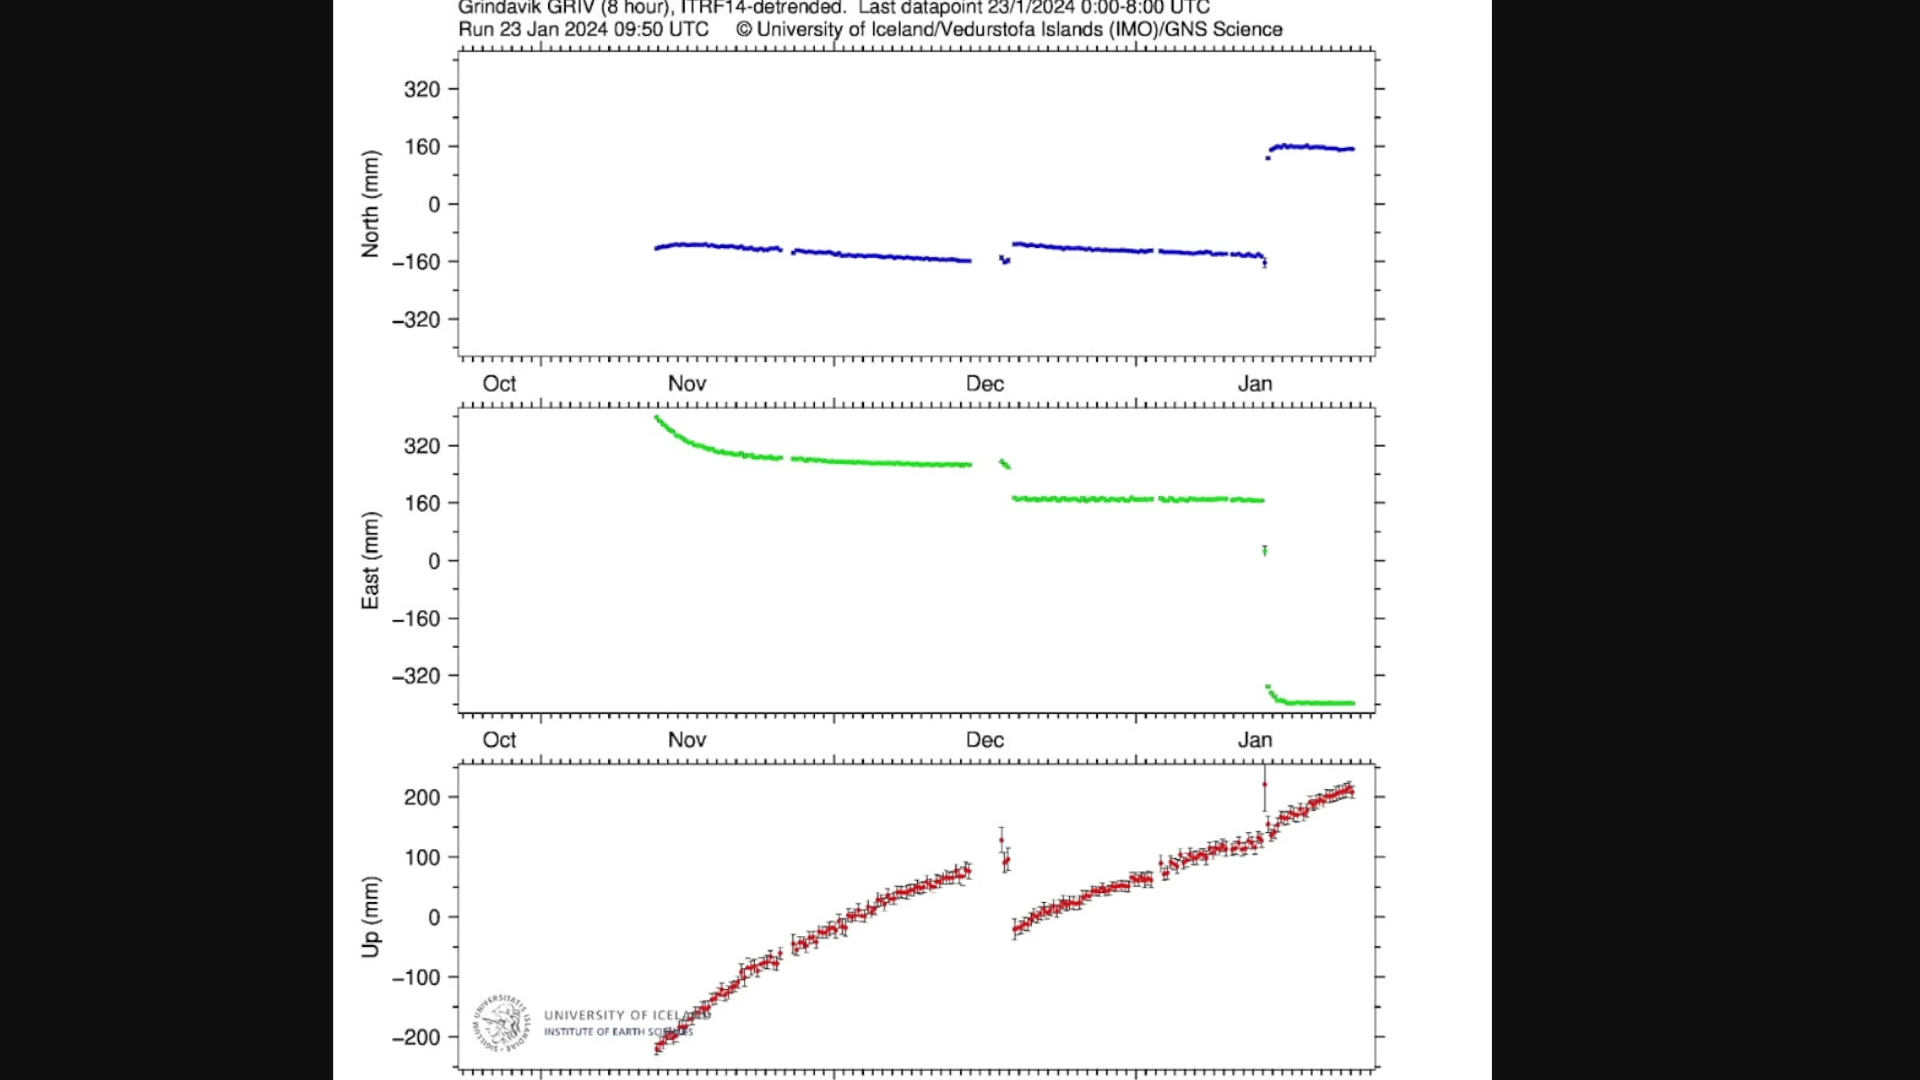 Grindavik GRIV (8 hour), ITRF14-detrended. Last datapoint 23/1/2024 0:00-8:00 UTC
Run 23 Jan 2024 09:50 UTC © University of Iceland/Vedurstofa Islands (IMO)/GNS Science
North (mm)
320
160
0
−160
−320
Oct Nov Dec Jan
East (mm)
320
160
0
−160
−320
Oct Nov Dec Jan
Up (mm)
200
100
0
−100
−200
UNIVERSITY OF ICELAND
INSTITUTE OF EARTH SCIENCES